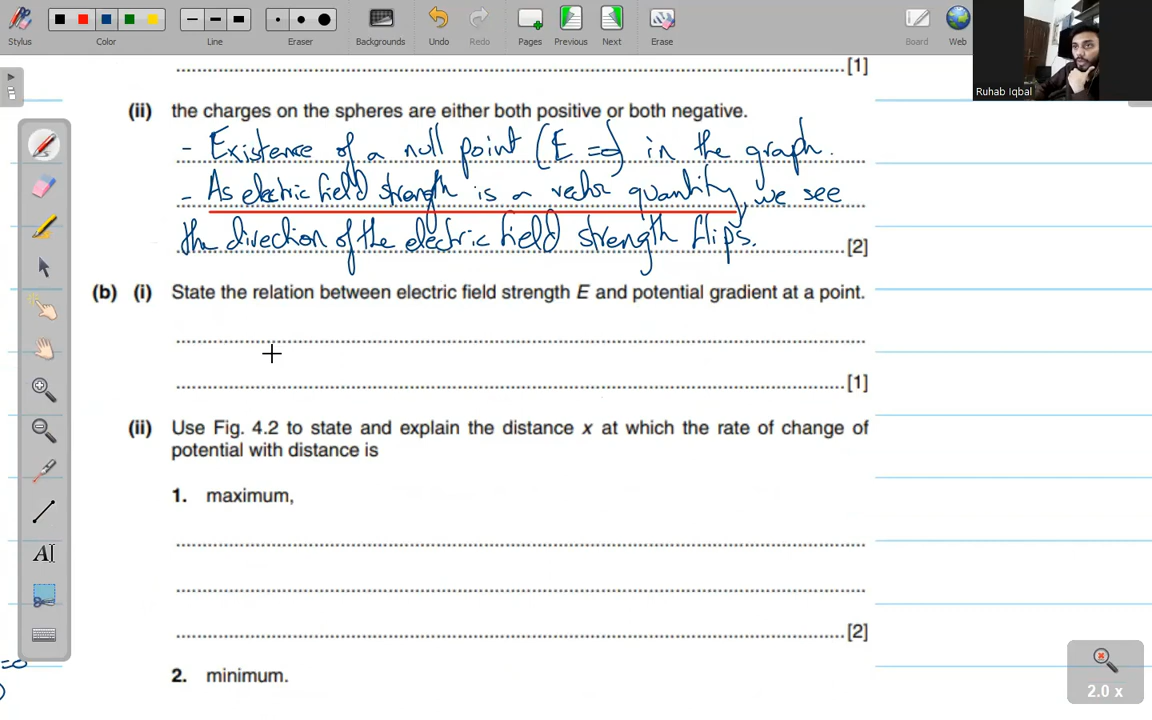 Stylus
Color
Line
Eraser
Backgrounds
Undo
Redo
Pages
Previous
Next
Erase
Board
Web
Ruhab Iqbal
[1]
(ii) the charges on the spheres are either both positive or both negative.
- Existence of a null point (E =0) in the graph.
- As electric field strength is a vector quantity, we see
the direction of the electric field strength flips.
[2]
(b) (i) State the relation between electric field strength E and potential gradient at a point.
[1]
(ii) Use Fig. 4.2 to state and explain the distance x at which the rate of change of
potential with distance is
1. maximum,
[2]
2. minimum.
=0
A
2.0 x